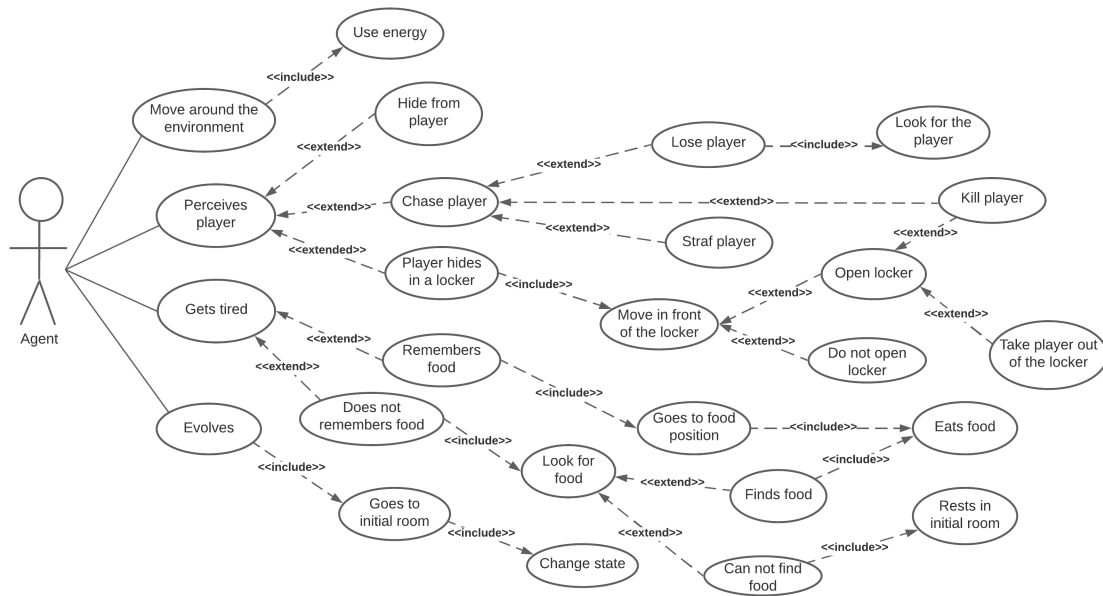 Use energy
<<include>>
Move around the
environment
Hide from
player
<<extend>>
Lose player
<<include>>
Look for the
player
<<extend>>
Perceives
player
<<extend>>
Chase player
<<extend>>
Kill player
<<extend>>
Straf player
<<extend>>
<<extended>>
Player hides
in a locker
<<include>>
Open locker
<<extend>>
Move in front
of the locker
<<extend>>
Do not open
locker
<<extend>>
Take player out
of the locker
Agent
Gets tired
<<extend>>
Remembers
food
<<extend>>
Does not
remembers food
<<include>>
Goes to food
position
<<include>>
Eats food
Evolves
<<include>>
<<include>>
Look for
food
<<extend>>
Finds food
<<include>>
Goes to
initial room
<<include>>
Change state
<<extend>>
Can not find
food
<<include>>
Rests in
initial room